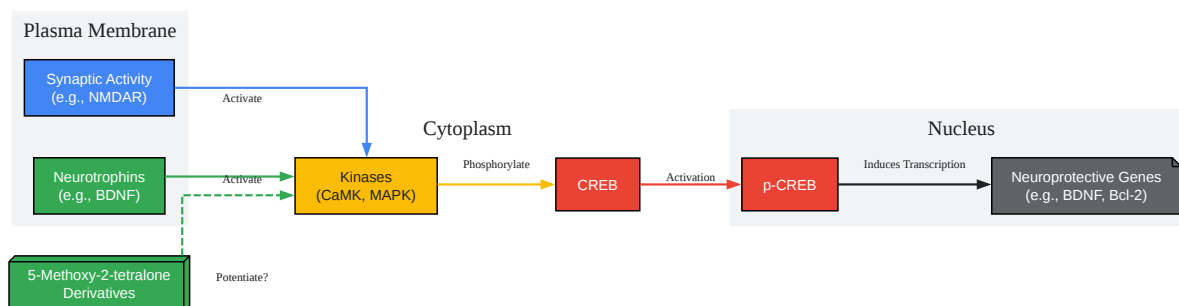 Plasma Membrane
Synaptic Activity
(e.g., NMDAR)
Activate
Cytoplasm
Nucleus
Neurotrophins
(e.g., BDNF)
Activate
Kinases
(CaMK, MAPK)
Phosphorylate
CREB
Activation
p-CREB
Induces Transcription
Neuroprotective Genes
(e.g., BDNF, Bcl-2)
5-Methoxy-2-tetralone
Derivatives
Potentiate?